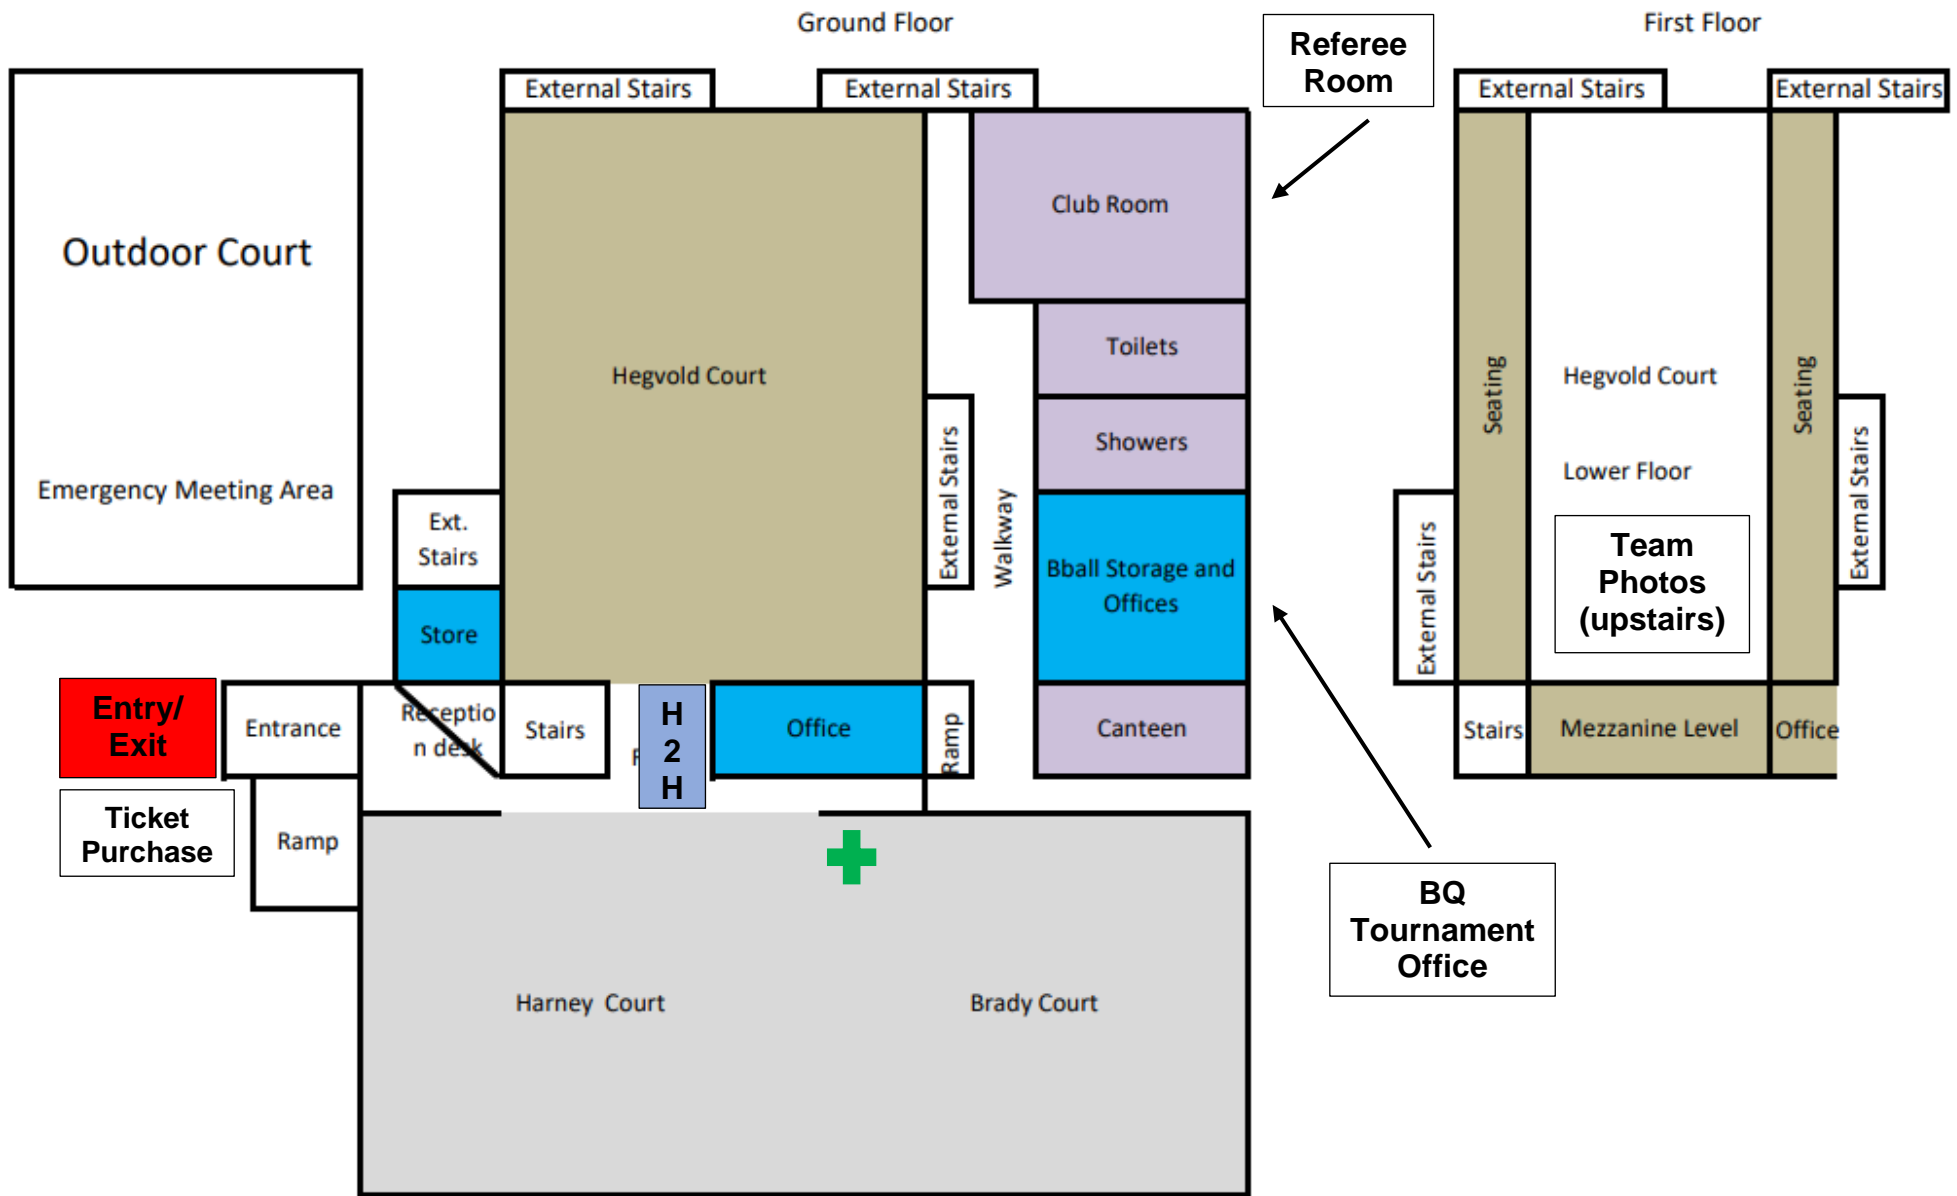 Ground Floor
First Floor
Referee
Room
External Stairs
External Stairs
External Stairs
External Stairs
Outdoor Court
Emergency Meeting Area
Club Room
Toilets
Showers
Hegvold Court
External Stairs
Walkway
Bball Storage and
Offices
Ext.
Stairs
Store
Seating
Hegvold Court
Lower Floor
Seating
External Stairs
External Stairs
Team
Photos
(upstairs)
Entry/
Exit
Entrance
Receptio
n desk
Stairs
H
2
H
Office
Ramp
Canteen
Stairs
Mezzanine Level
Office
Ticket
Purchase
Ramp
BQ
Tournament
Office
Harney Court
Brady Court